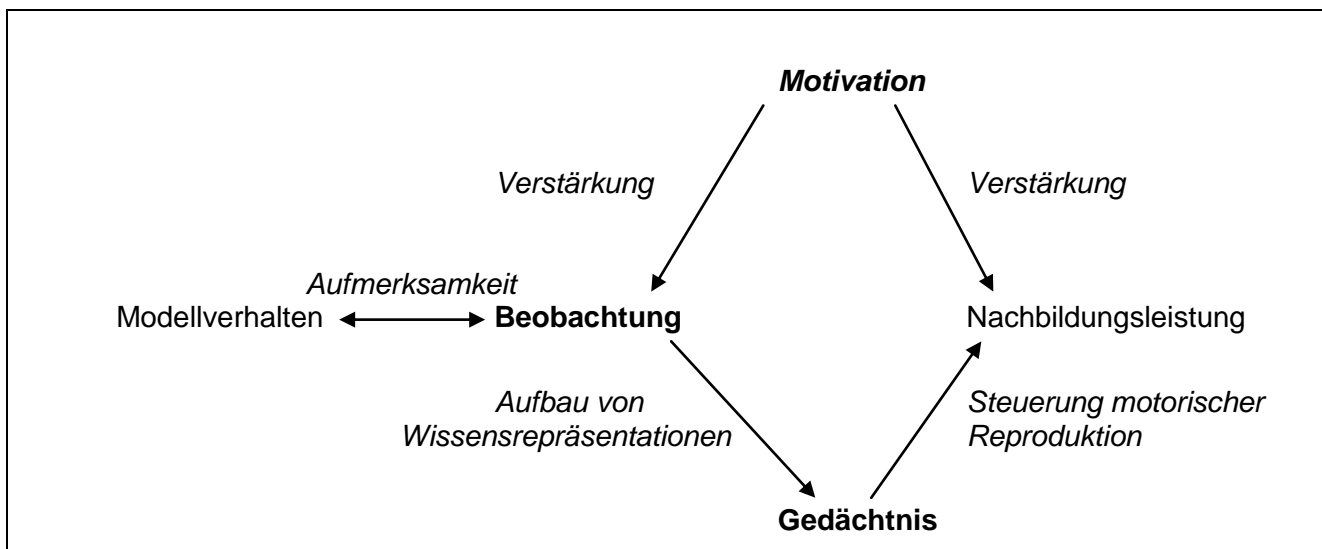 Motivation
Verstärkung
Verstärkung
Aufmerksamkeit
Modellverhalten
Beobachtung
Nachbildungsleistung
Aufbau von
Wissensrepräsentationen
Steuerung motorischer
Reproduktion
Gedächtnis